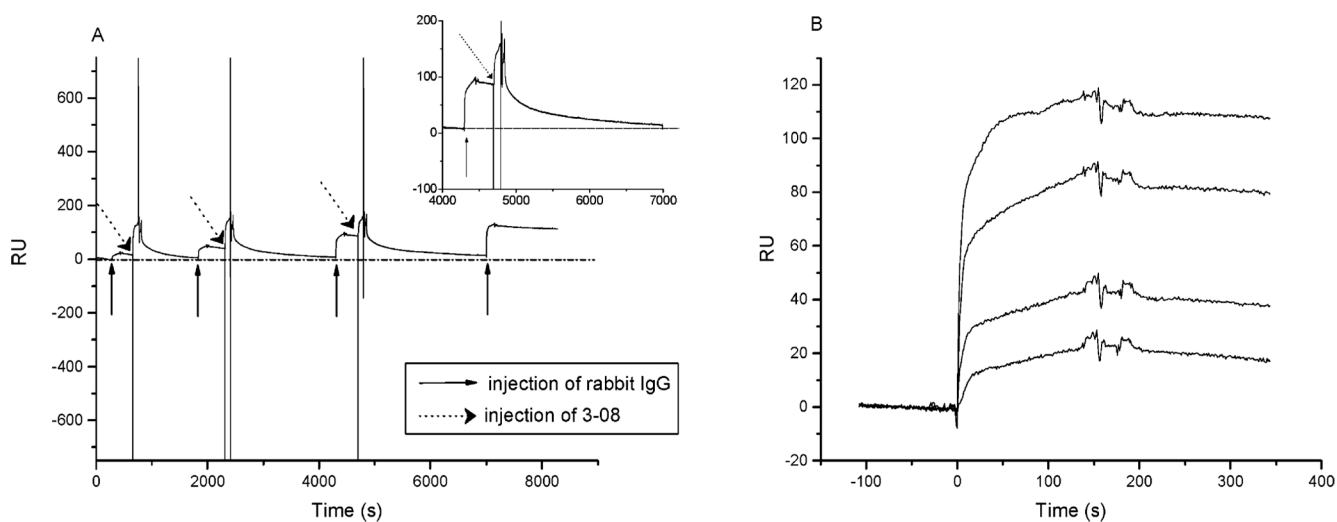 A
RU
600
400
200
0
-200
-400
-600
0 2000 4000 6000 8000
Time (s)
200
100
0
-100
4000 5000 6000 7000
injection of rabbit IgG
injection of 3-08
B
RU
120
100
80
60
40
20
0
-20
-100 0 100 200 300 400
Time (s)